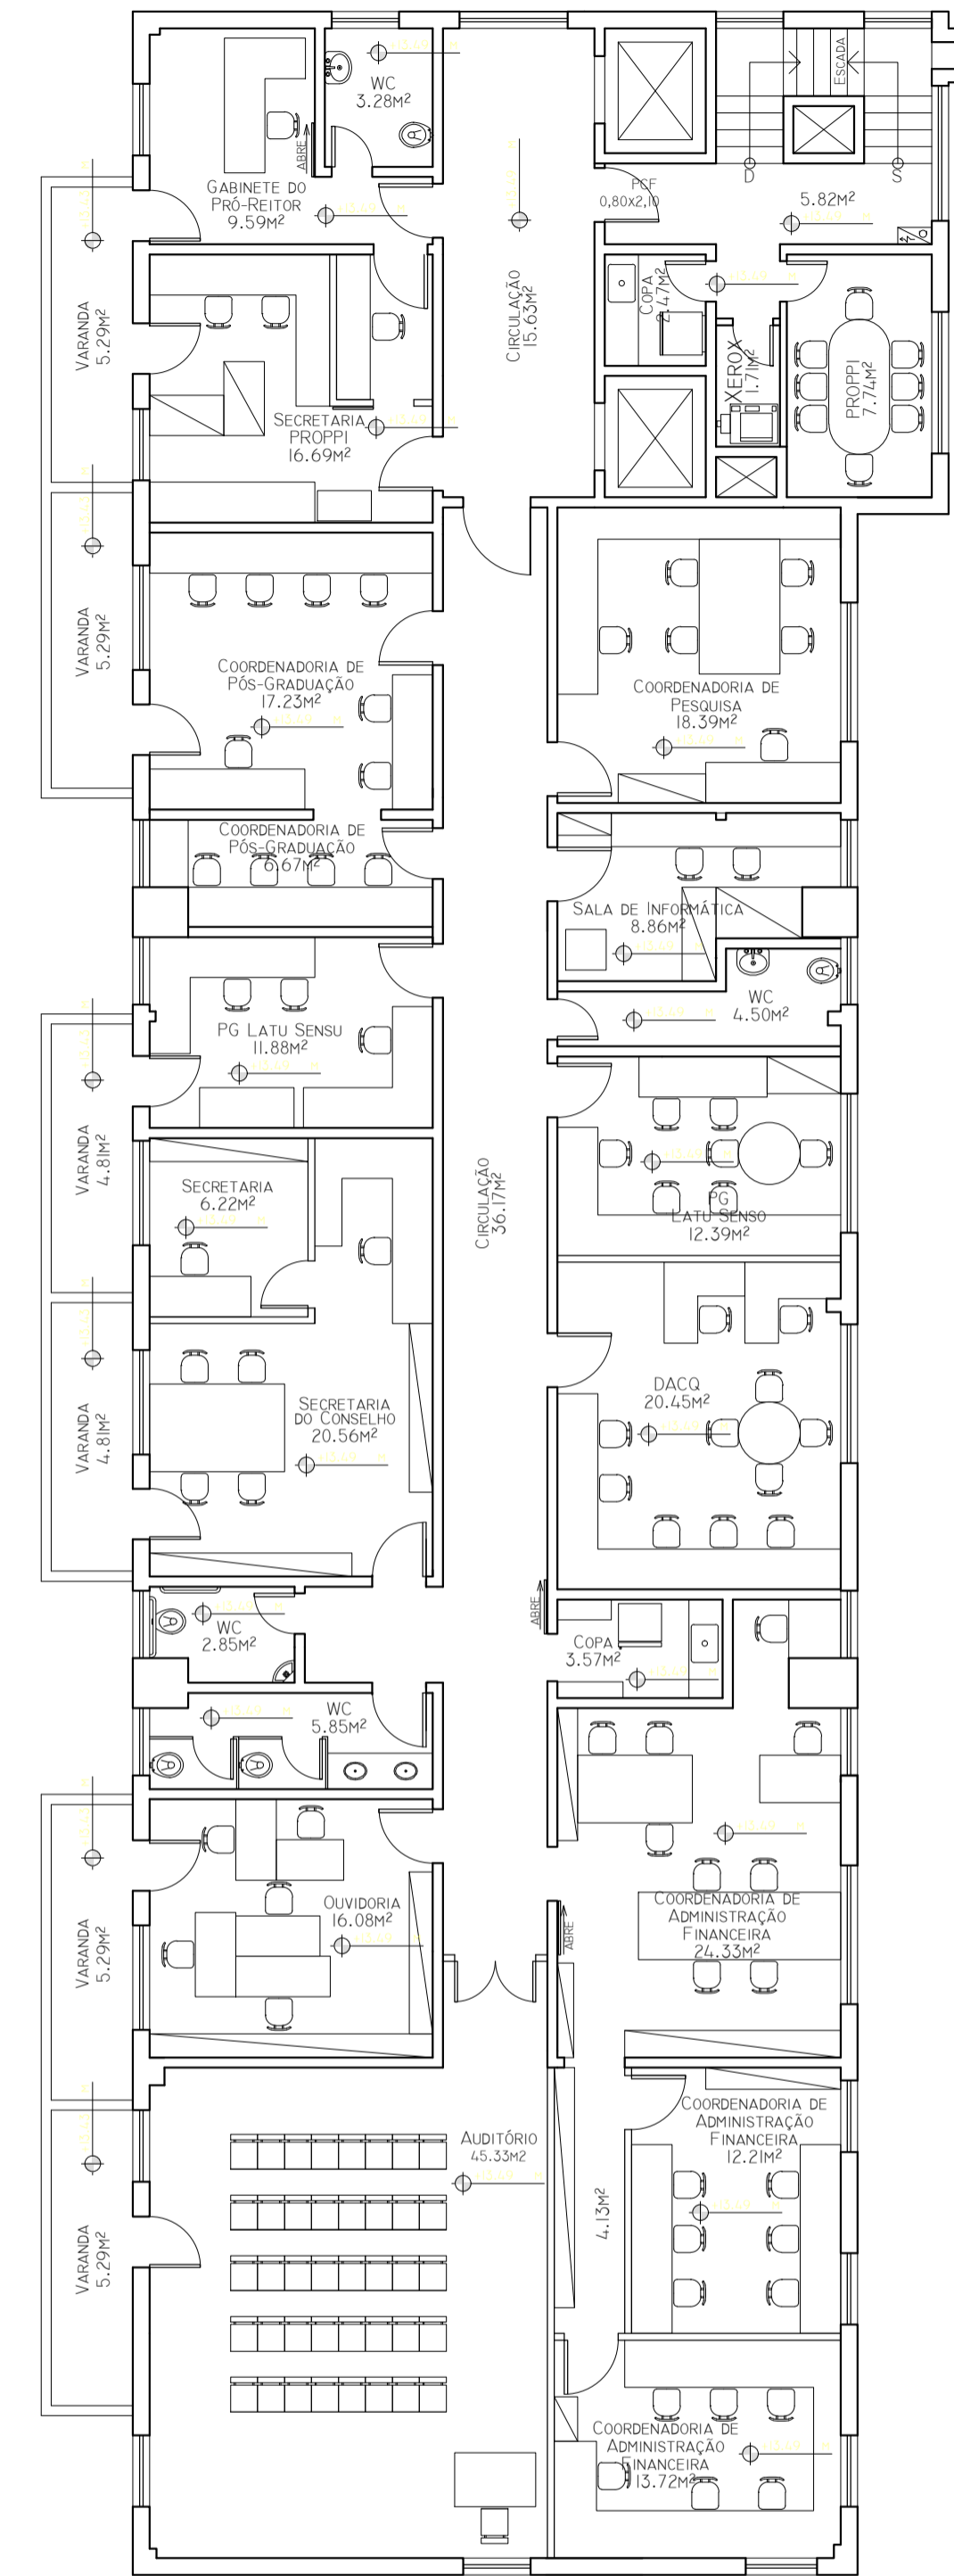 WC
3.28M²
ABRE
GABINETE DO
PRÓ-REITOR
9.59M²
ESCADA
D
S
PCF
0,80X2,10
5.82M²
CIRCULAÇÃO
15.63M²
COPA
2.47M²
XEROX
1.71M²
PROPPI
7.74M²
VARANDA
5.29M²
SECRETARIA
PROPPI
16.69M²
VARANDA
5.29M²
COORDENADORIA DE
PÓS-GRADUAÇÃO
17.23M²
COORDENADORIA DE
PESQUISA
18.39M²
COORDENADORIA DE
PÓS-GRADUAÇÃO
6.67M²
SALA DE INFORMÁTICA
8.86M²
WC
4.50M²
PG LATU SENSU
11.88M²
VARANDA
4.81M²
SECRETARIA
6.22M²
CIRCULAÇÃO
36.17M²
PG
LATU SENSO
12.39M²
VARANDA
4.81M²
SECRETARIA
DO CONSELHO
20.56M²
DACQ
20.45M²
WC
2.85M²
ABRE
COPA
3.57M²
WC
5.85M²
VARANDA
5.29M²
OUVIDORIA
16.08M²
ABRE
COORDENADORIA DE
ADMINISTRAÇÃO
FINANCEIRA
24.33M²
VARANDA
5.29M²
AUDITÓRIO
45.33M2
4.13M²
COORDENADORIA DE
ADMINISTRAÇÃO
FINANCEIRA
12.21M²
COORDENADORIA DE
ADMINISTRAÇÃO
FINANCEIRA
13.72M²